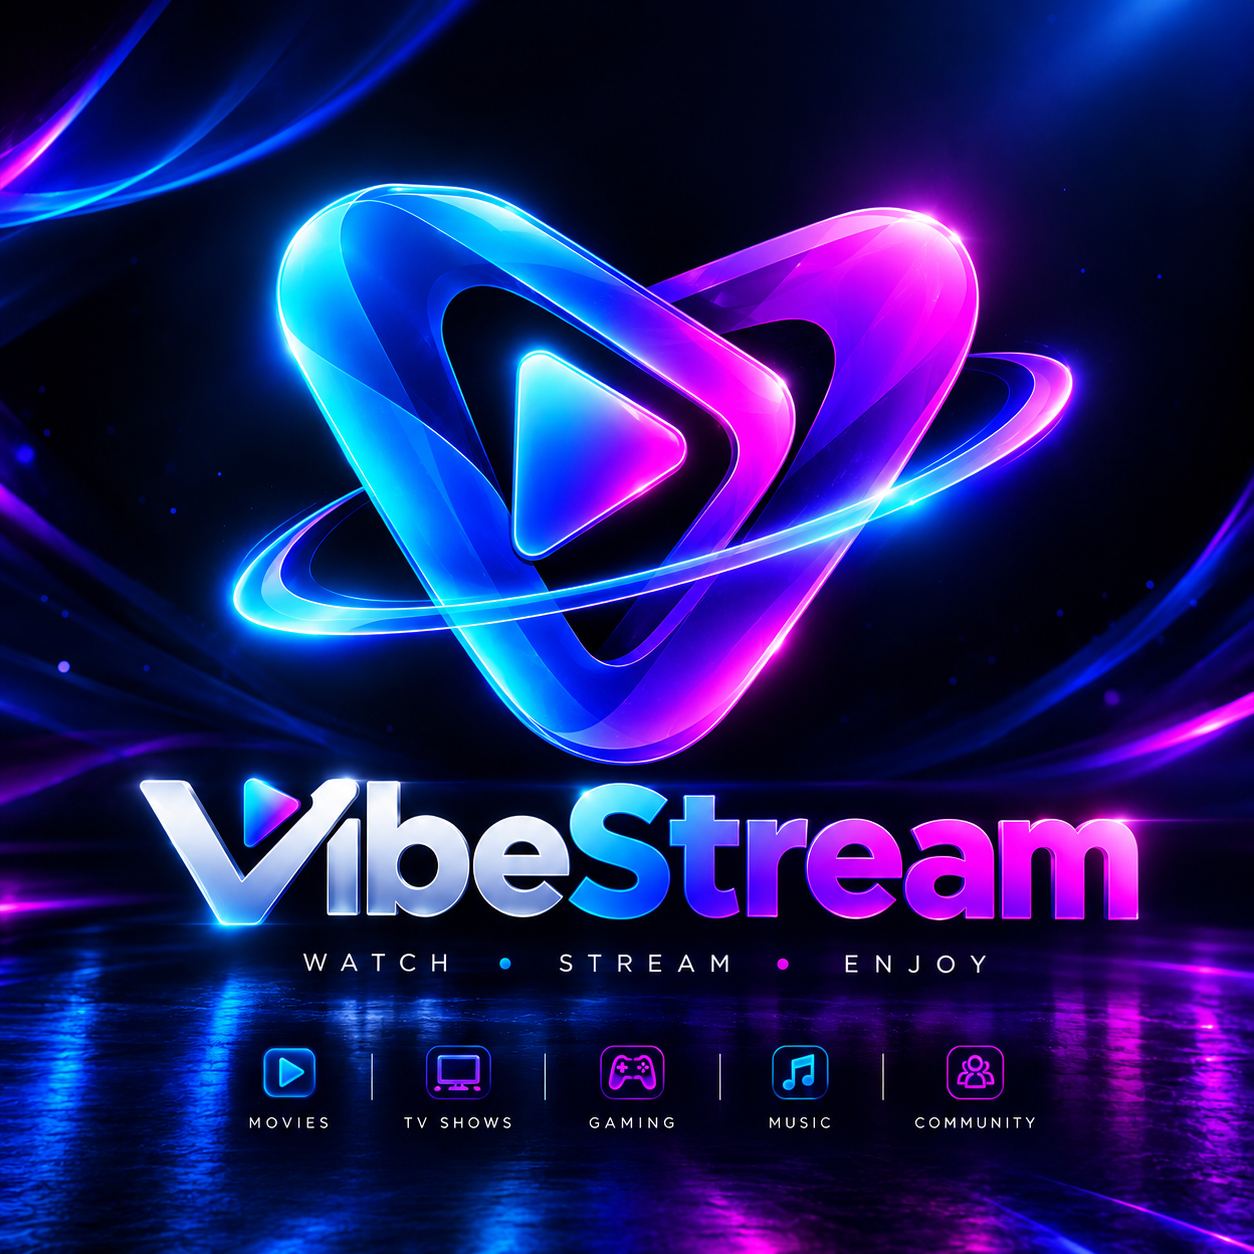 VibeStream
WATCH • STREAM • ENJOY
MOVIES | TV SHOWS | GAMING | MUSIC | COMMUNITY